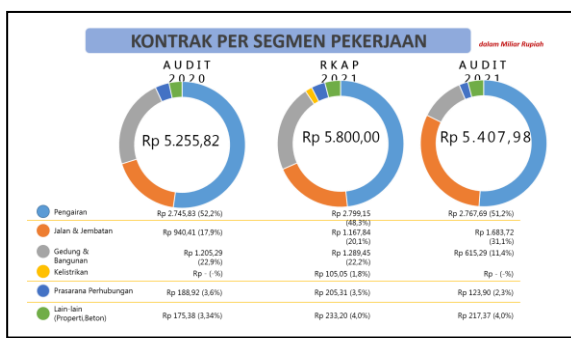 KONTRAK PER SEGMEN PEKERJAAN
dalam Miliar Rupiah
AUDIT
2020
RKAP
2021
AUDIT
2021
Rp 5.255,82
Rp 5.800,00
Rp 5.407,98
Pengairan
Rp 2.745,83 (52,2%)
Rp 2.799,15
(48,3%)
Rp 2.767,69 (51,2%)
Jalan & Jembatan
Rp 940,41 (17,9%)
Rp 1.167,84
(20,1%)
Rp 1.683,72
(31,1%)
Gedung &
Bangunan
Rp 1.205,29
(22,9%)
Rp 1.289,45
(22,2%)
Rp 615,29 (11,4%)
Kelistrikan
Rp - (-%)
Rp 105,05 (1,8%)
Rp - (-%)
Prasarana Perhubungan
Rp 188,92 (3,6%)
Rp 205,31 (3,5%)
Rp 123,90 (2,3%)
Lain-lain
(Properti,Beton)
Rp 175,38 (3,34%)
Rp 233,20 (4,0%)
Rp 217,37 (4,0%)